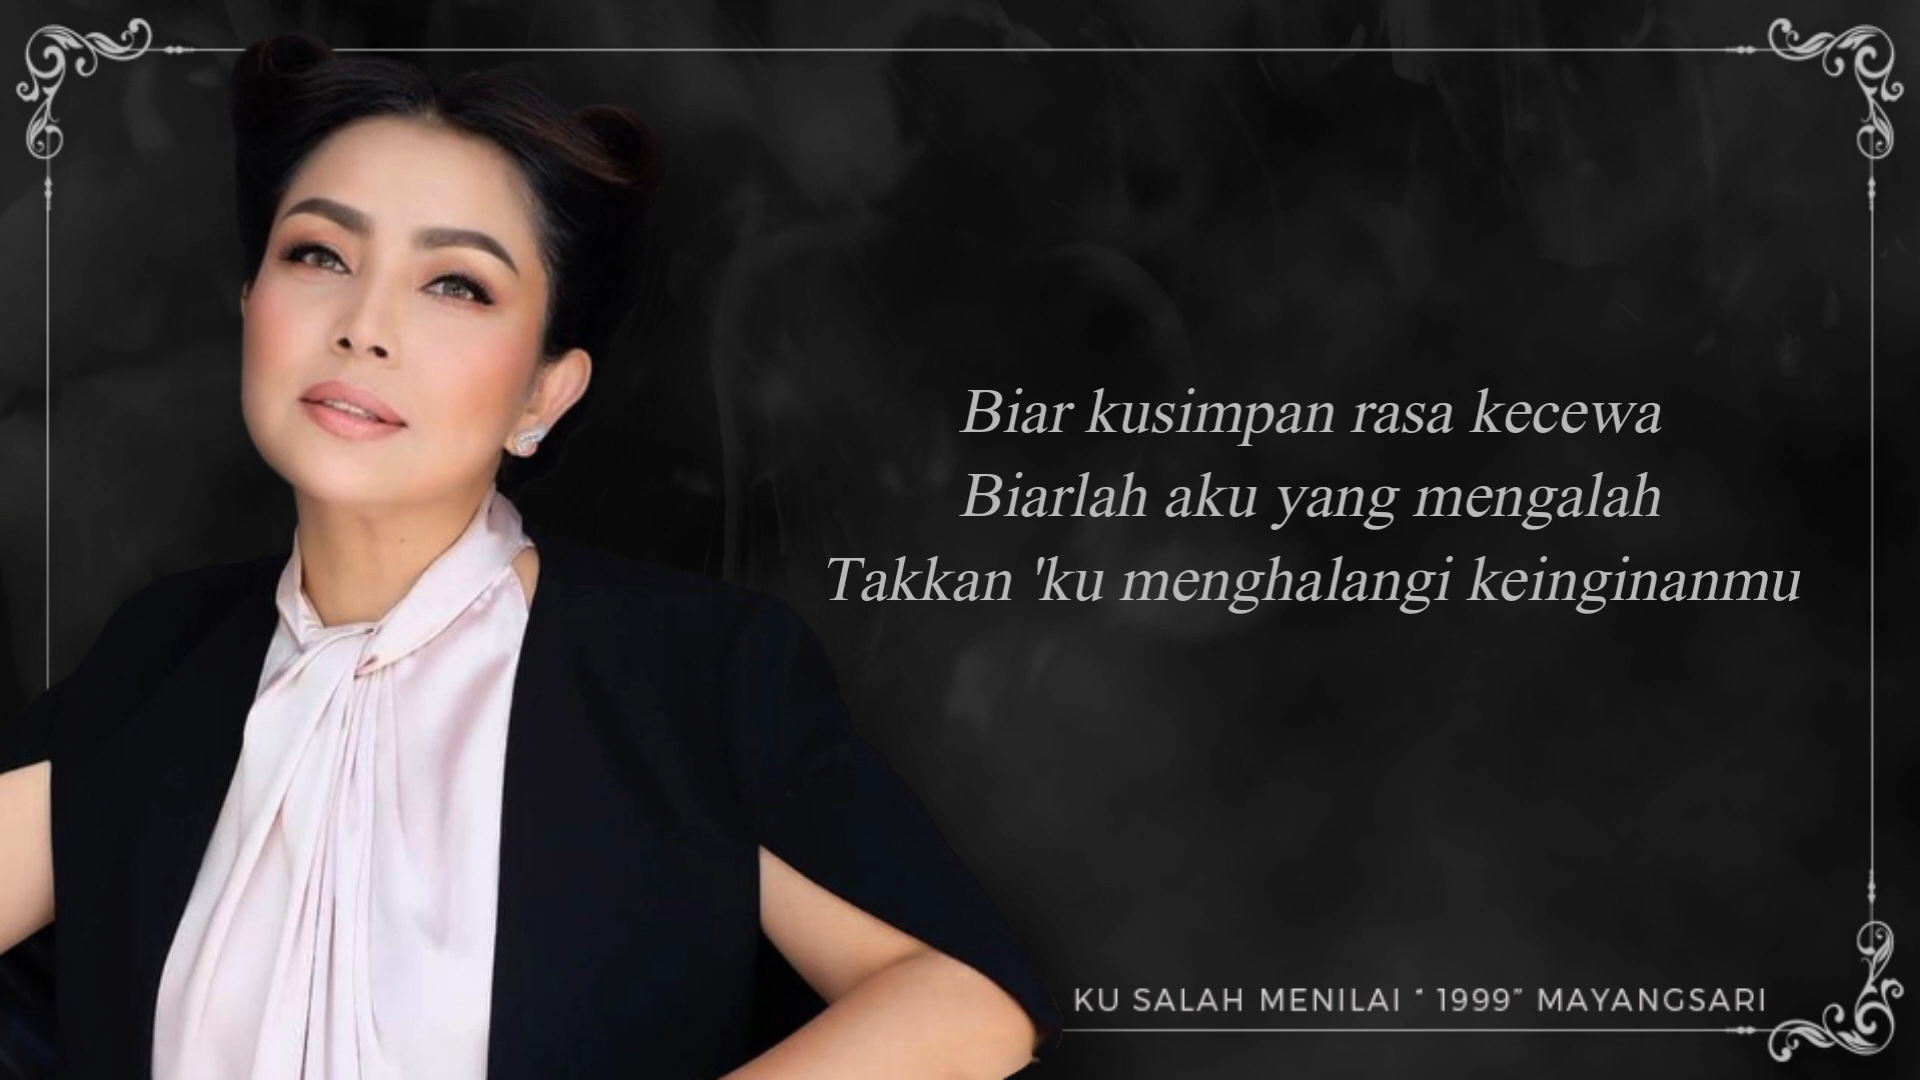 Biar kusimpan rasa kecewa
Biarlah aku yang mengalah
Takkan 'ku menghalangi keinginanmu
KU SALAH MENILAI " 1999" MAYANGSARI